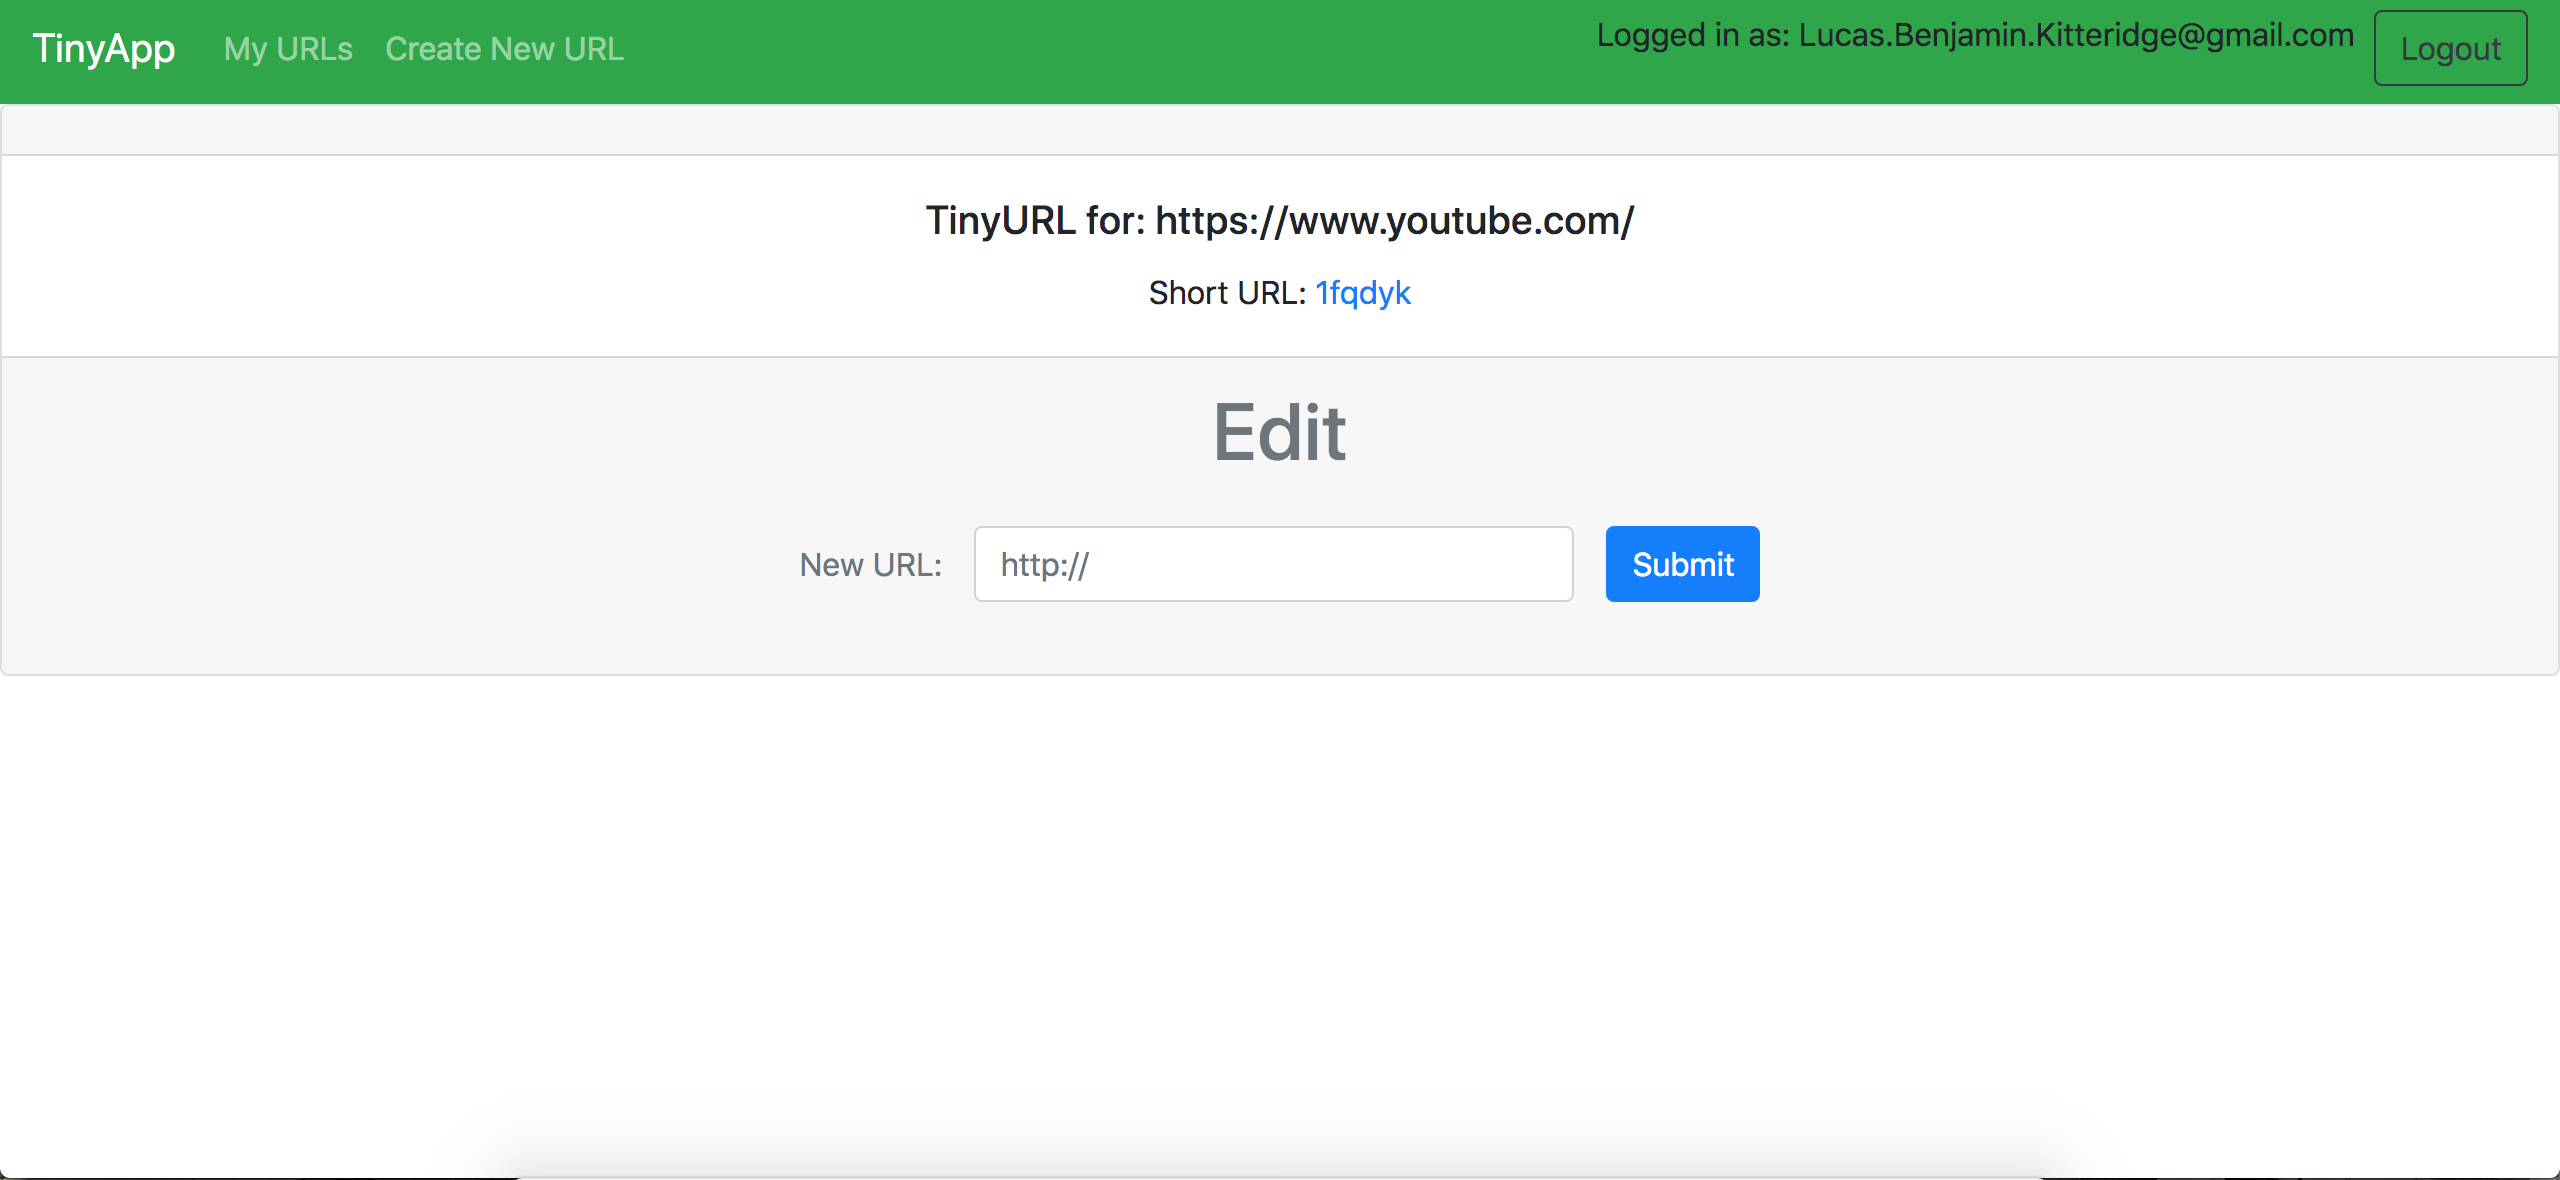 TinyApp My URLs Create New URL Logged in as: Lucas.Benjamin.Kitteridge@gmail.com Logout
TinyURL for: https://www.youtube.com/
Short URL: 1fqdyk
Edit
New URL: http:// Submit